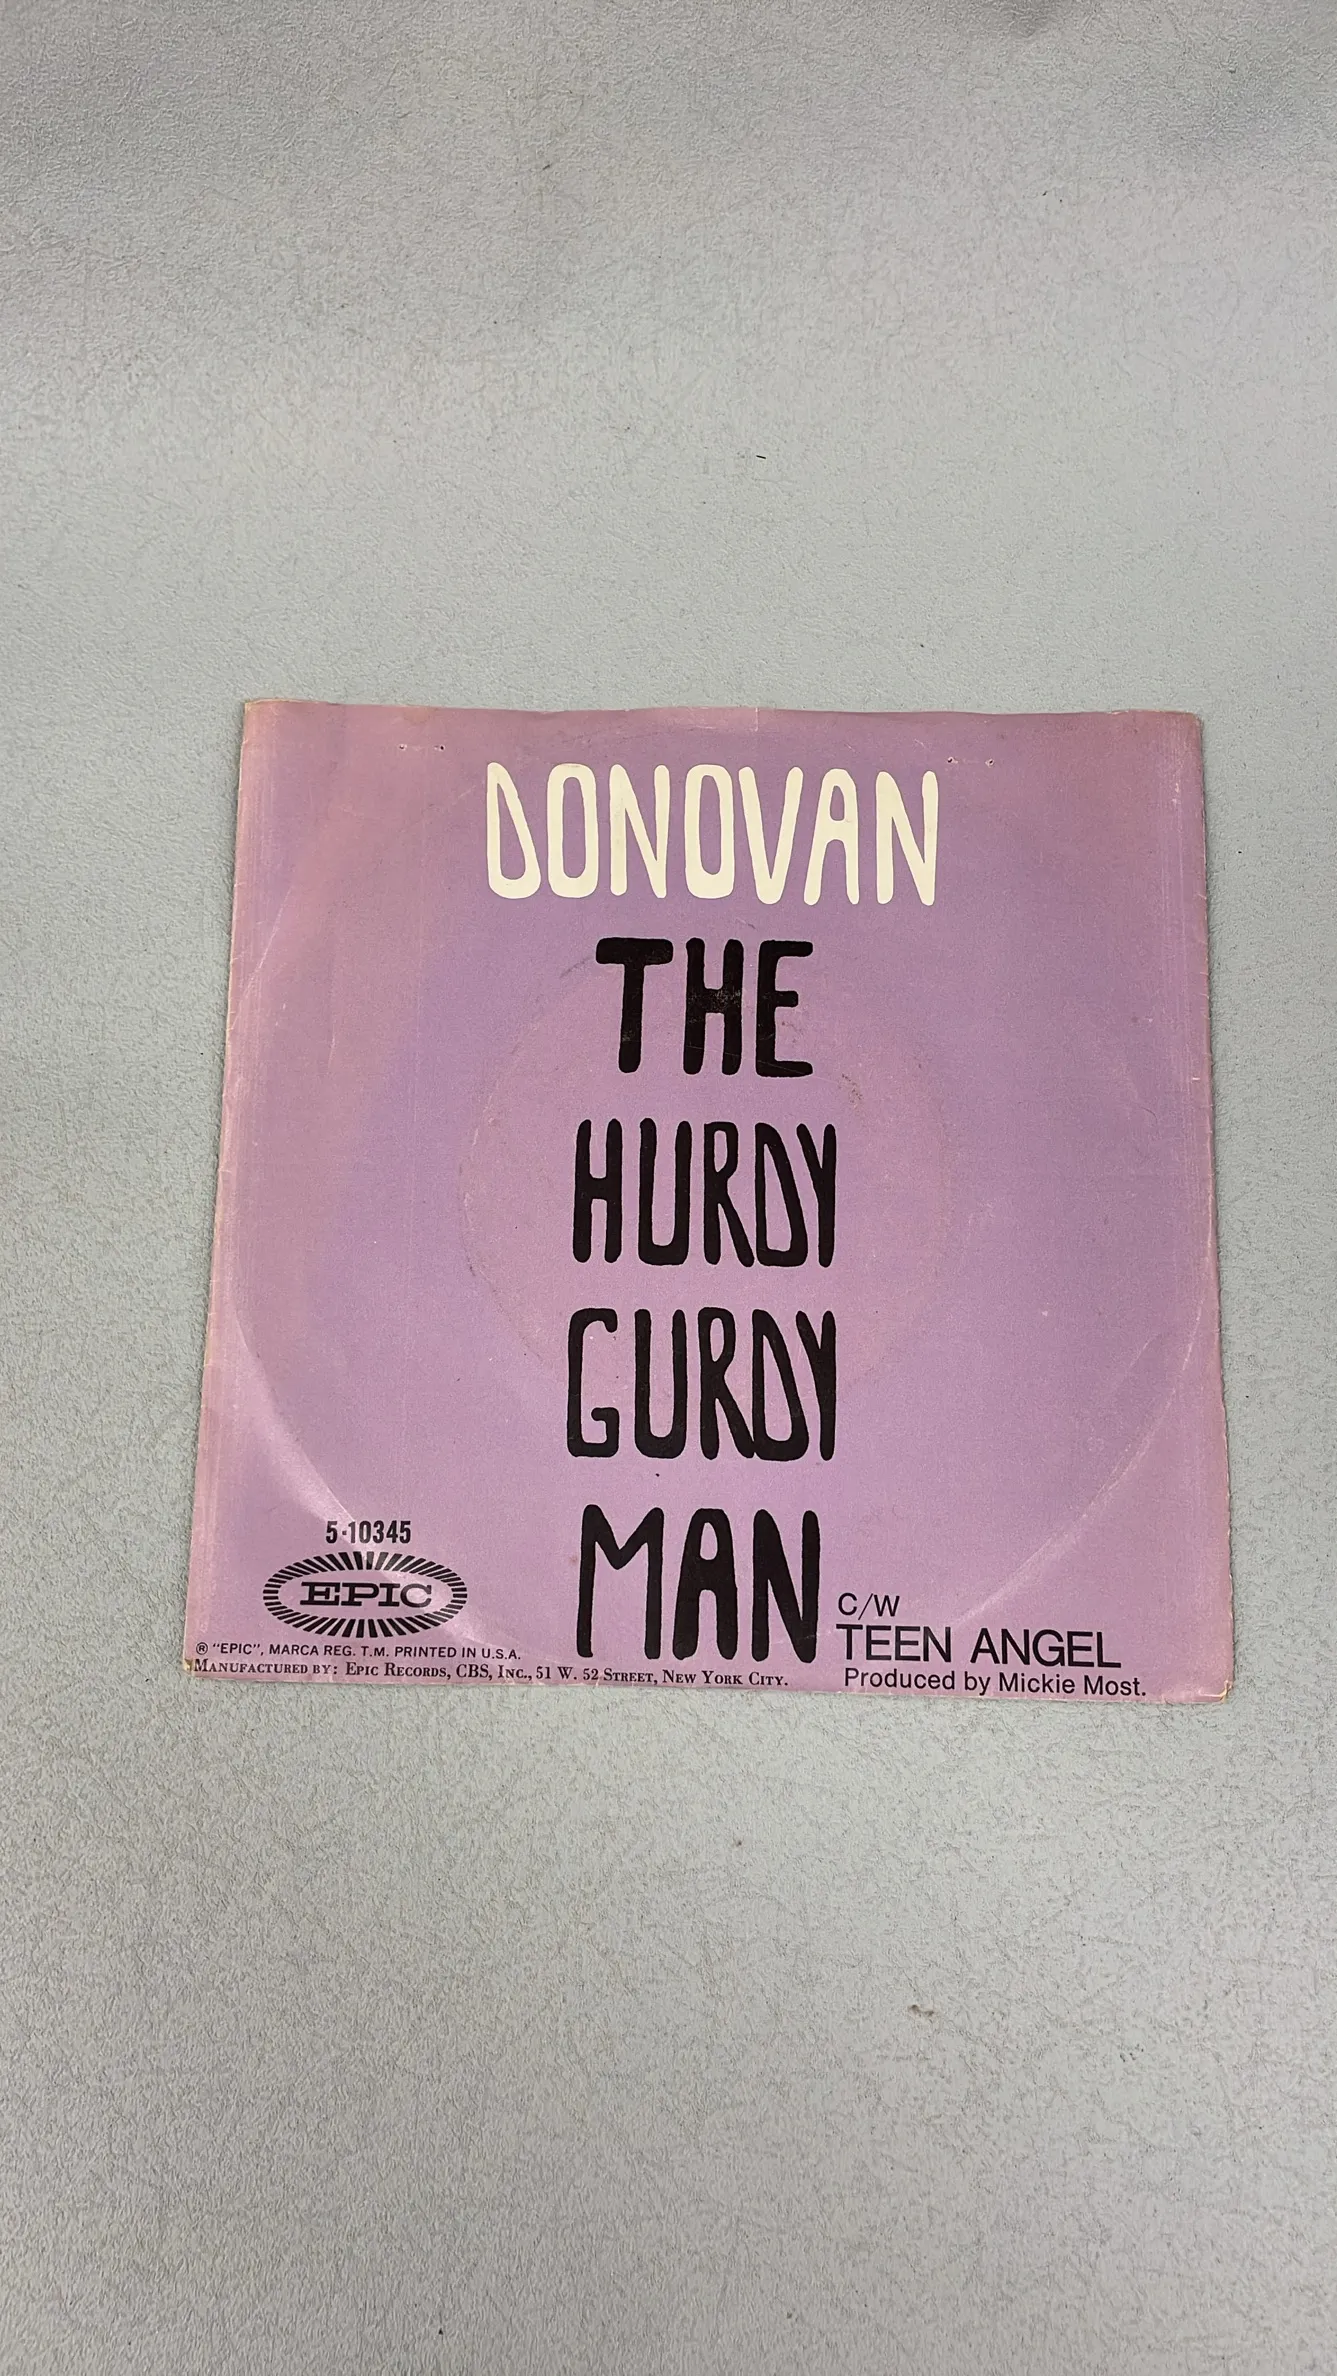 DONOVAN
THE
HURDY
GURDY
MAN
5-10345
EPIC
® "EPIC", MARCA REG. T.M. PRINTED IN U.S.A.
MANUFACTURED BY: EPIC RECORDS, CBS, INC., 51 W. 52 STREET, NEW YORK CITY.
C/W
TEEN ANGEL
Produced by Mickie Most.